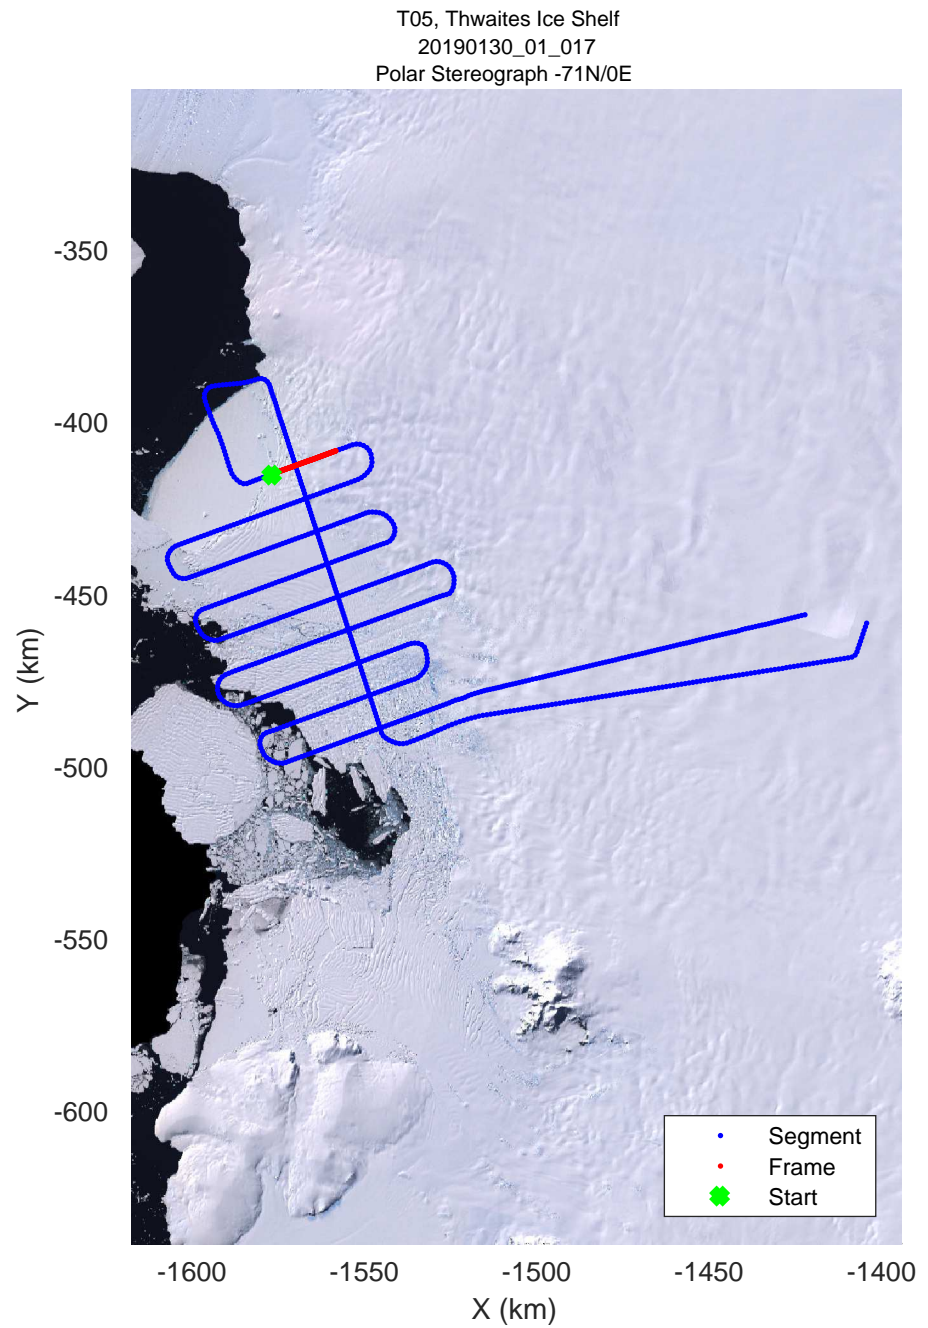 T05, Thwaites Ice Shelf
20190130_01_017
Polar Stereograph -71N/0E
-350
-400
-450
-500
-550
-600
Y (km)
Segment
Frame
Start
-1600
-1550
-1500
-1450
-1400
X (km)